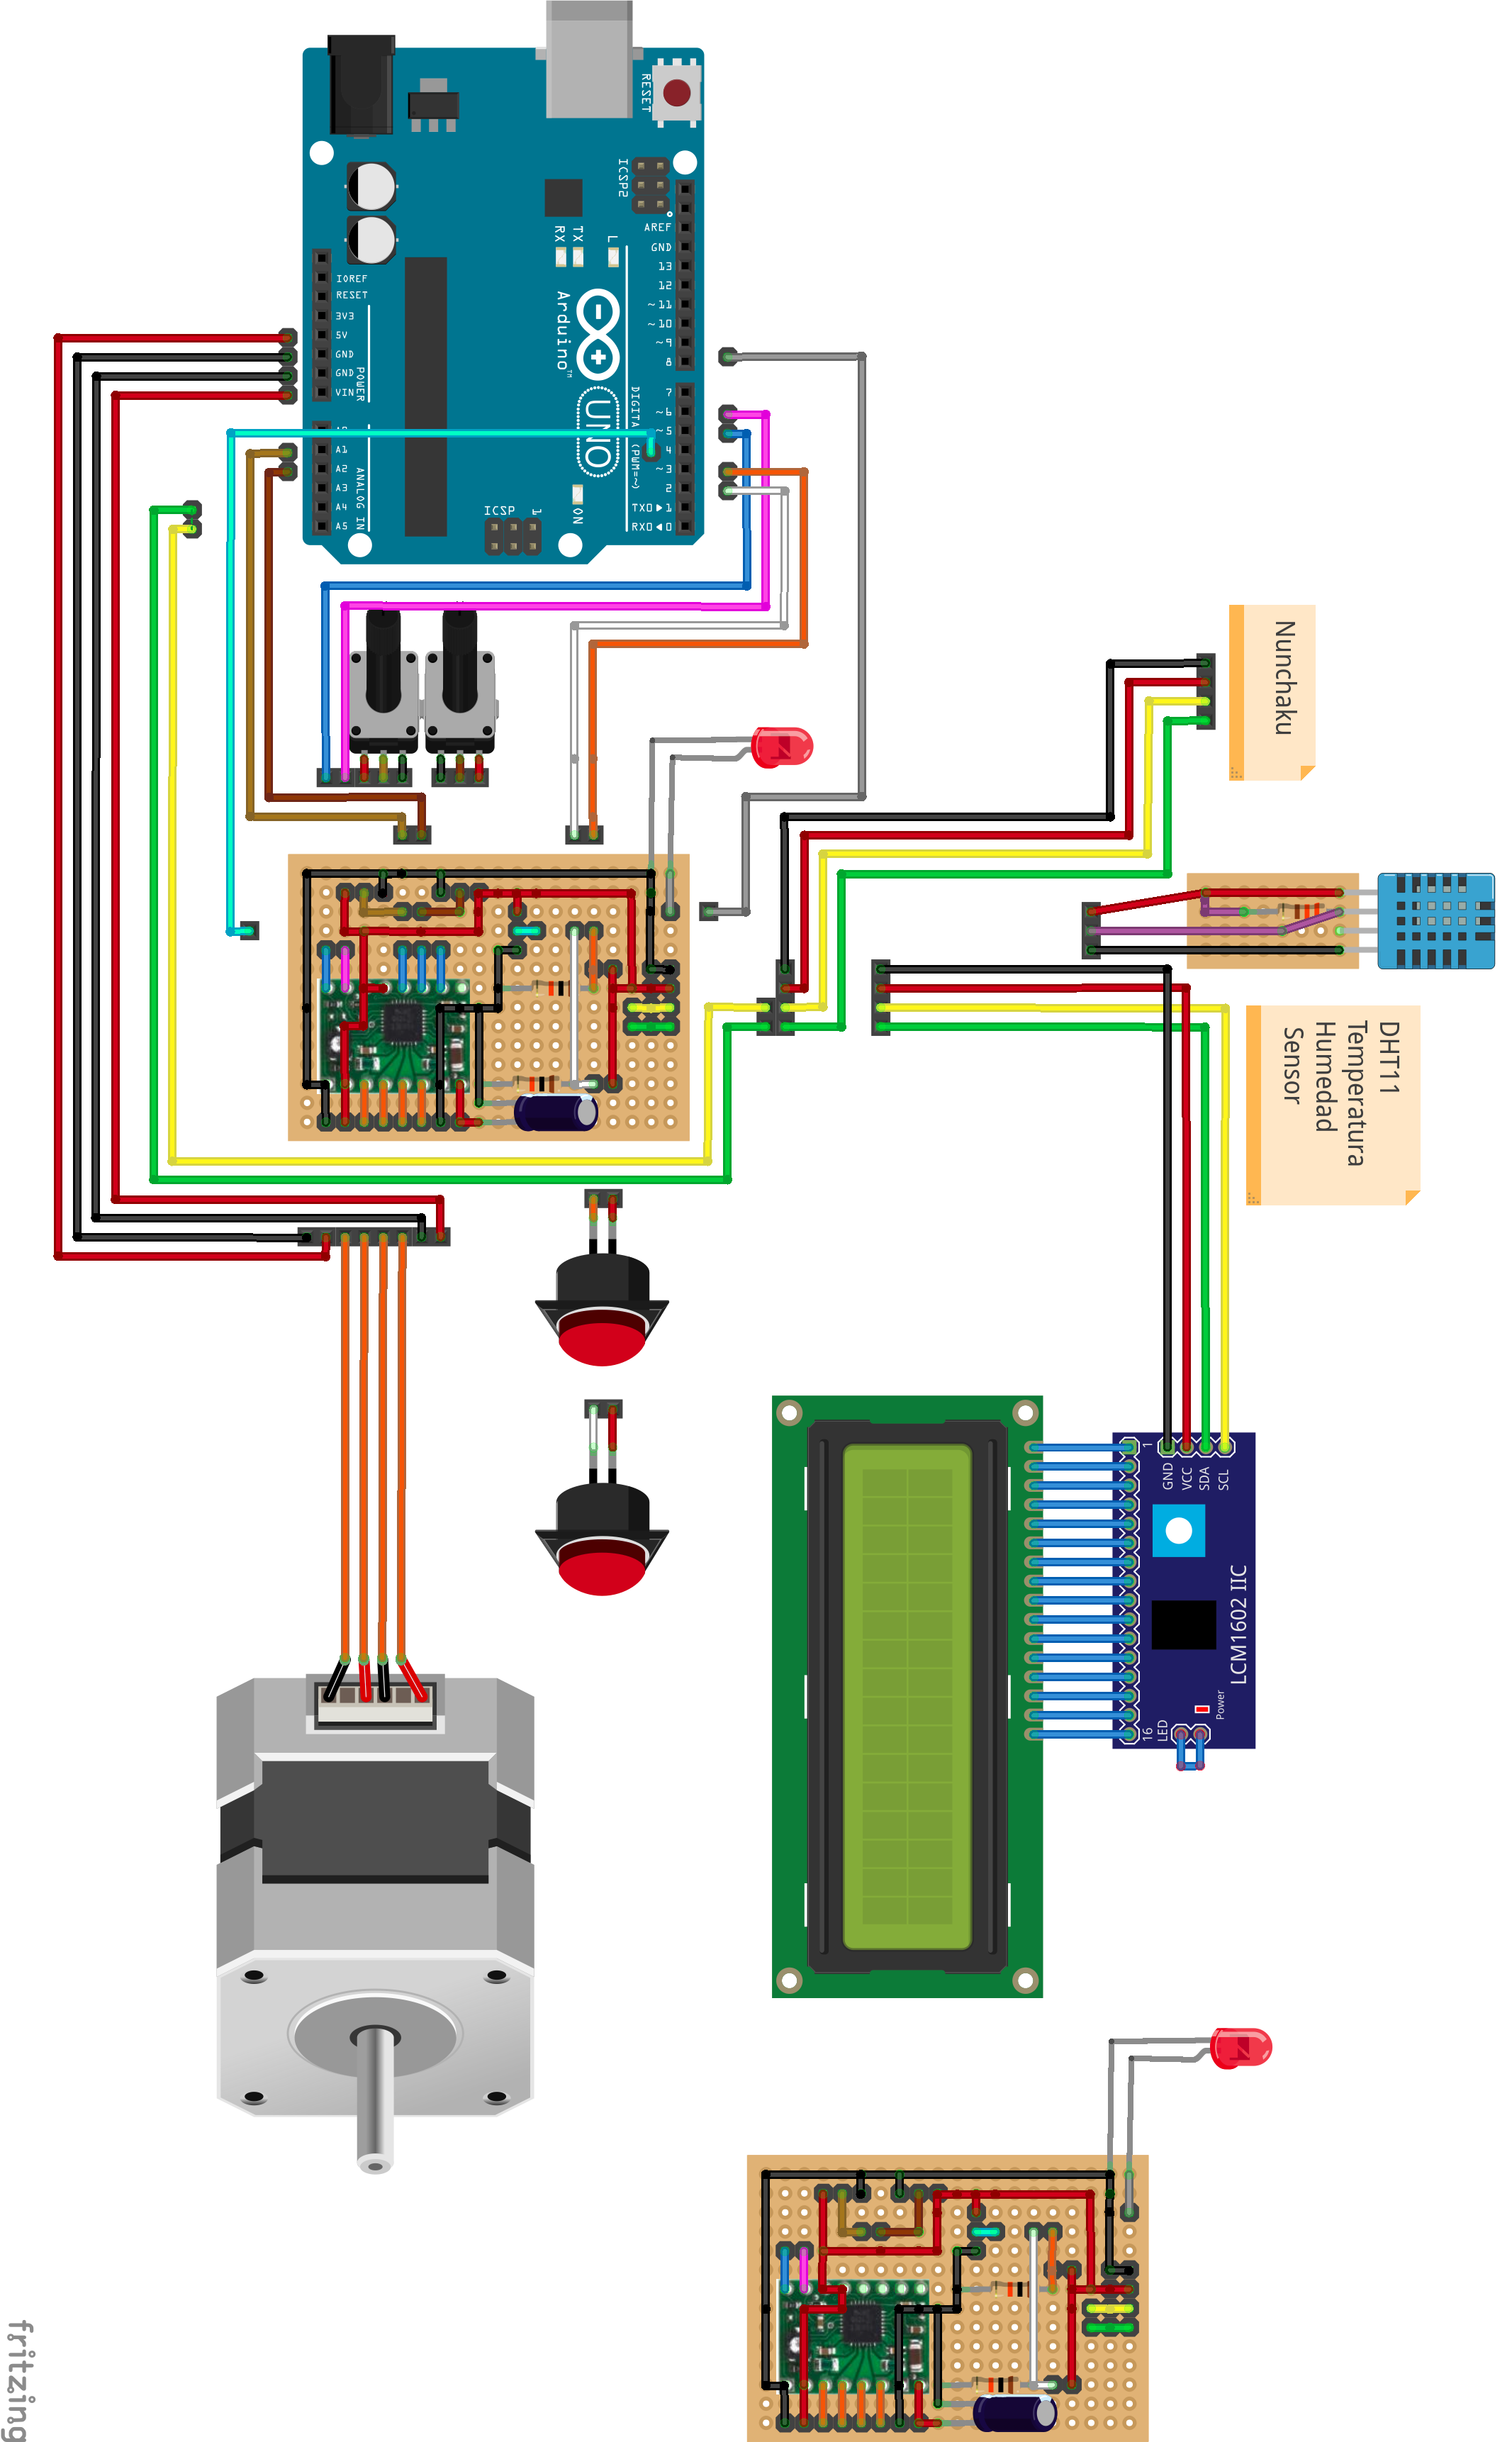 RESET
ICSP2
AREF
GND
13
12
~11
~10
~9
8
7
~6
~5
4
~3
2
TX0▶1
RX0◀0
RX
TX
L
Arduino™
UNO
DIGITAL (PWM=~)
ON
ICSP
1
IOREF
RESET
3V3
5V
GND
GND
VIN
POWER
A1
A2
A3
A4
A5
ANALOG IN
Nunchaku
DHT11
Temperatura
Humedad
Sensor
1
GND
VCC
SDA
SCL
LCM1602 IIC
Power
LED
16
fritzing